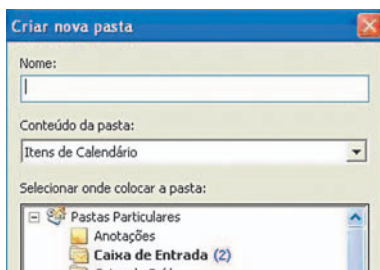 Criar nova pasta
Nome:
Conteúdo da pasta:
Itens de Calendário
Selecionar onde colocar a pasta:
Pastas Particulares
Anotações
Caixa de Entrada (2)